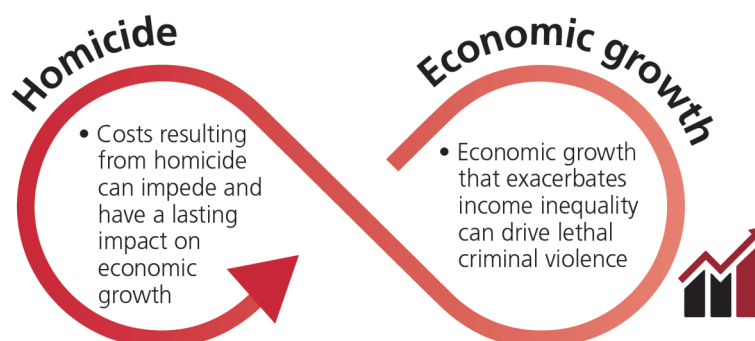 Homicide
• Costs resulting
from homicide
can impede and
have a lasting
impact on
economic
growth
Economic growth
• Economic growth
that exacerbates
income inequality
can drive lethal
criminal violence